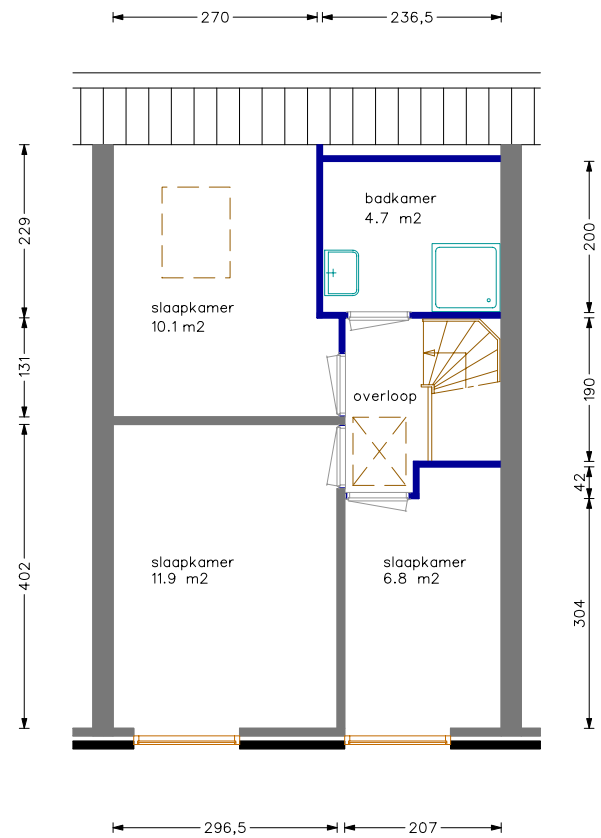 270
236,5
badkamer
4.7 m2
229
200
slaapkamer
10.1 m2
131
overloop
190
42
slaapkamer
11.9 m2
slaapkamer
6.8 m2
402
304
296,5
207